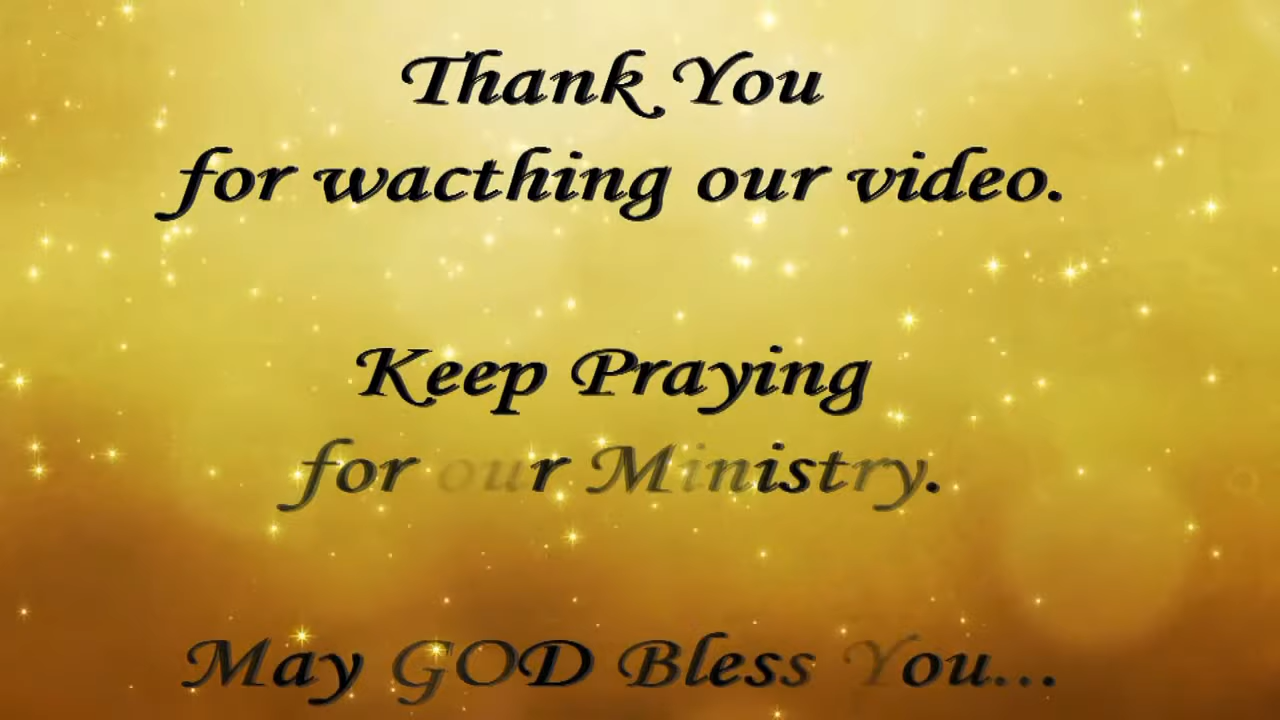 Thank You
for wacthing our video.
Keep Praying
for our Ministry.
May GOD Bless You...